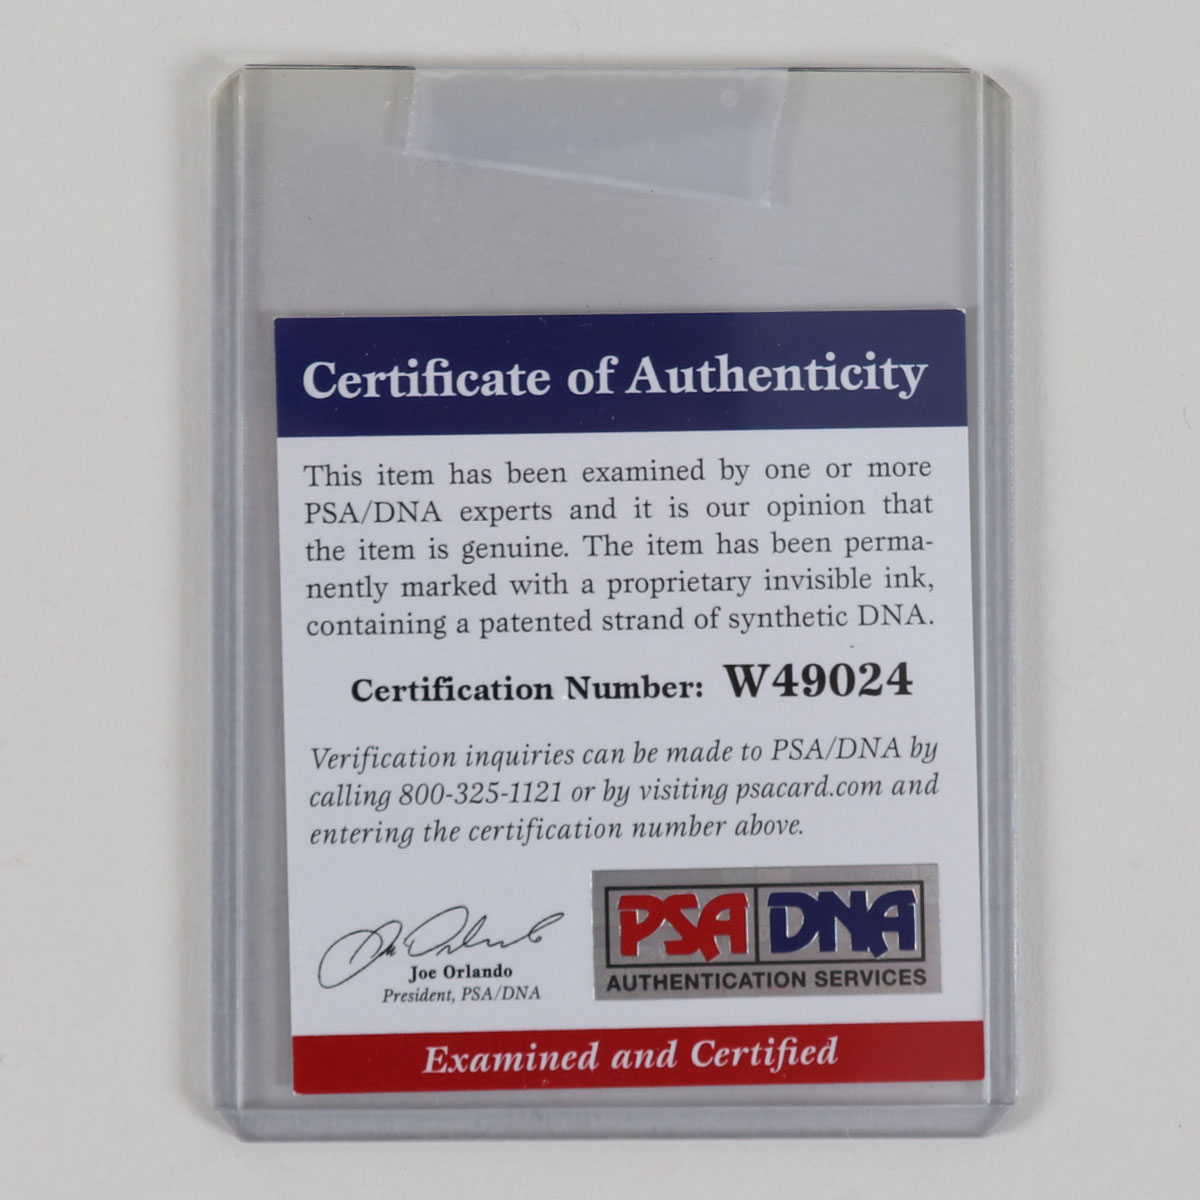 Certificate of Authenticity
This item has been examined by one or more
PSA/DNA experts and it is our opinion that
the item is genuine. The item has been perma-
nently marked with a proprietary invisible ink,
containing a patented strand of synthetic DNA.
Certification Number: W49024
Verification inquiries can be made to PSA/DNA by
calling 800-325-1121 or by visiting psacard.com and
entering the certification number above.
Joe Orlando
Joe Orlando
President, PSA/DNA
PSA DNA
AUTHENTICATION SERVICES
Examined and Certified